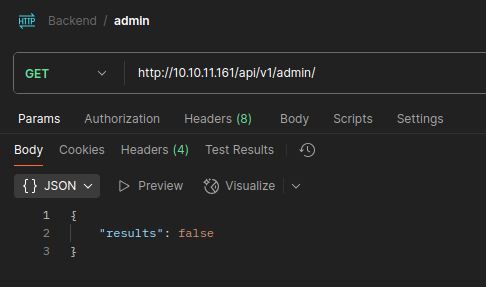 HTTP Backend / admin
GET http://10.10.11.161/api/v1/admin/
Params Authorization Headers (8) Body Scripts Settings
Body Cookies Headers (4) Test Results
{} JSON Preview Visualize
1 {
2 "results": false
3 }